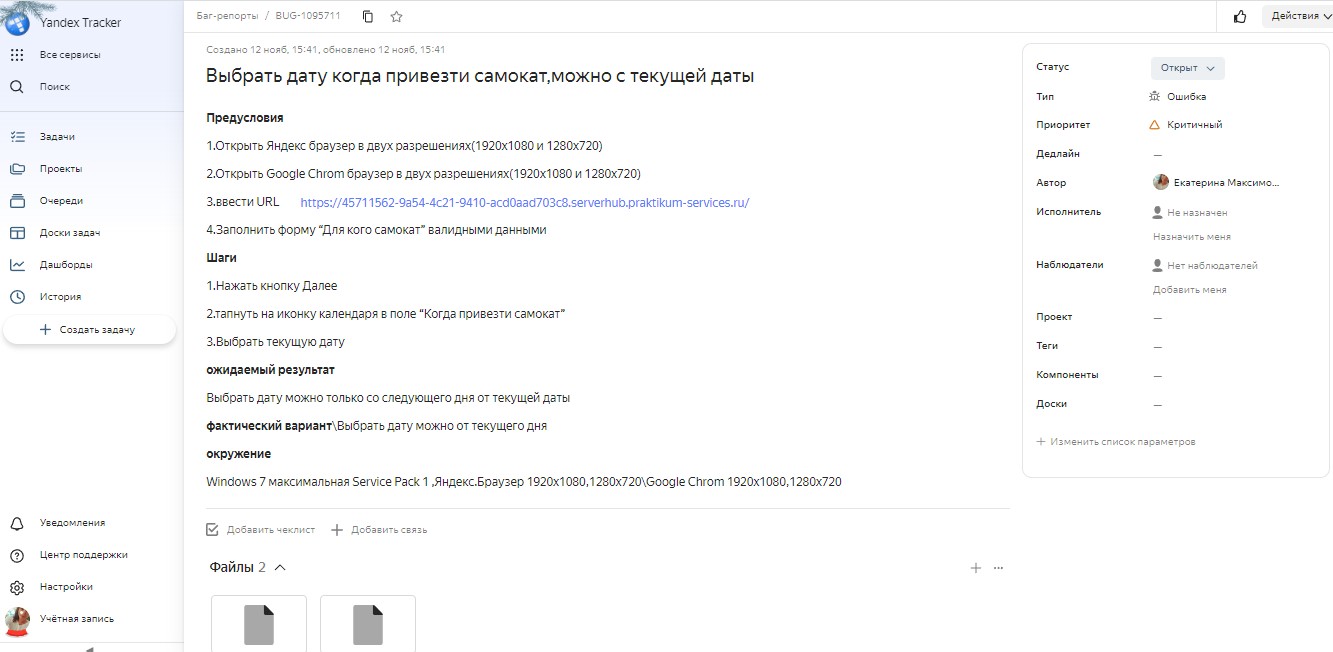 Yandex Tracker
Все сервисы
Поиск
Задачи
Проекты
Очереди
Доски задач
Дашборды
История
Создать задачу
Уведомления
Центр поддержки
Настройки
Учётная запись
Баг-репорты / BUG-1095711
Действия
Создано 12 нояб, 15:41, обновлено 12 нояб, 15:41
Выбрать дату когда привезти самокат,можно с текущей даты
Предусловия
1.Открыть Яндекс браузер в двух разрешениях(1920x1080 и 1280x720)
2.Открыть Google Chrom браузер в двух разрешениях(1920x1080 и 1280x720)
3.ввести URL https://45711562-9a54-4c21-9410-acd0aad703c8.serverhub.praktikum-services.ru/
4.Заполнить форму “Для кого самокат” валидными данными
Шаги
1.Нажать кнопку Далее
2.тапнуть на иконку календаря в поле “Когда привезти самокат”
3.Выбрать текущую дату
ожидаемый результат
Выбрать дату можно только со следующего дня от текущей даты
фактический вариант\Выбрать дату можно от текущего дня
окружение
Windows 7 максимальная Service Pack 1 ,Яндекс.Браузер 1920x1080,1280x720\Google Chrom 1920x1080,1280x720
Добавить чеклист Добавить связь
Файлы 2
Статус Открыт
Тип Ошибка
Приоритет Критичный
Дедлайн —
Автор Екатерина Максимо...
Исполнитель Не назначен
Назначить меня
Наблюдатели Нет наблюдателей
Добавить меня
Проект —
Теги —
Компоненты —
Доски —
Изменить список параметров